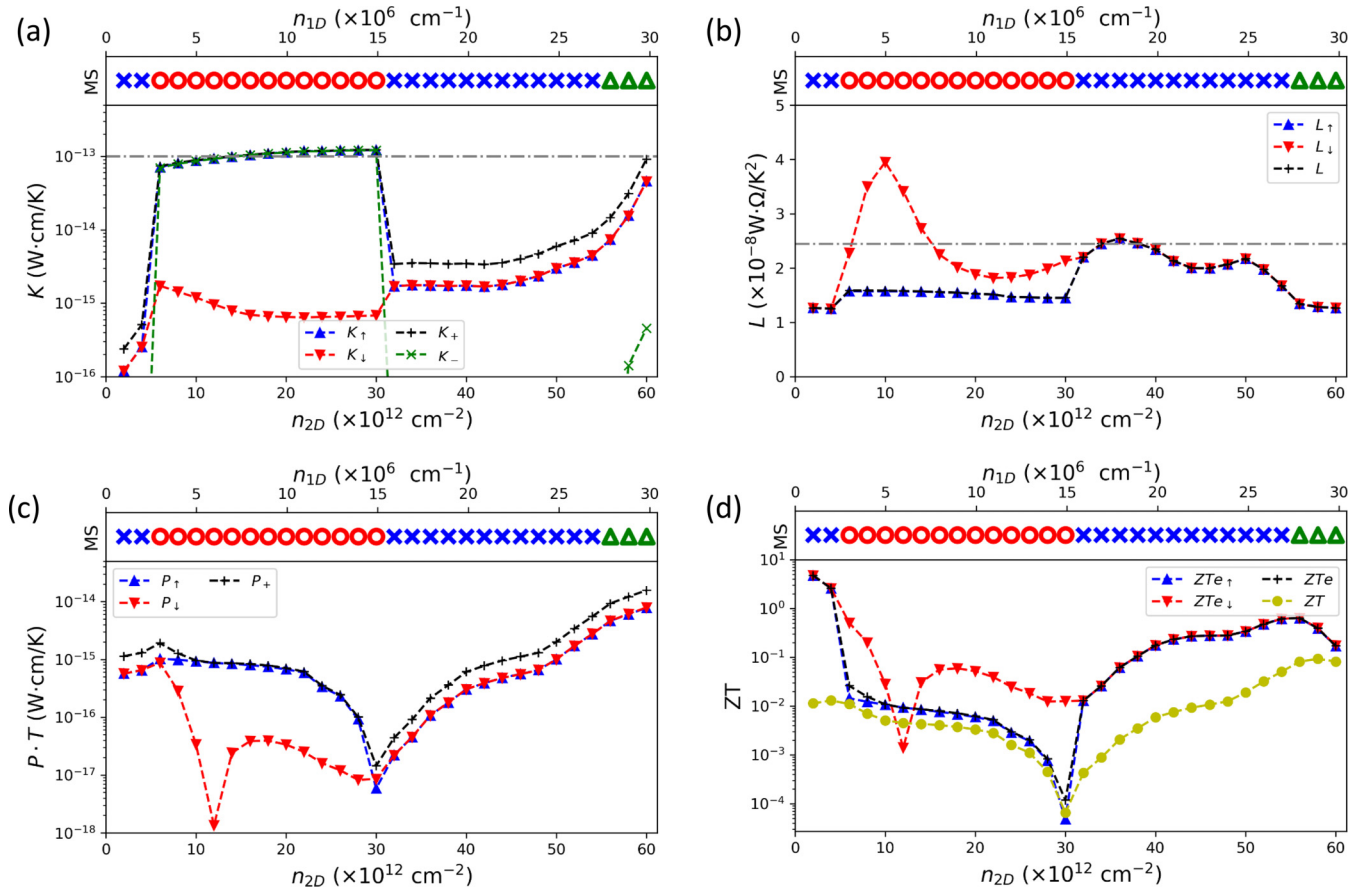 (a)
n1D (×10^6 cm^−1)
0 5 10 15 20 25 30
MS
10^−13
10^−14
10^−15
10^−16
K (W·cm/K)
K↑ K+
K↓ K−
0 10 20 30 40 50 60
n2D (×10^12 cm^−2)
(b)
n1D (×10^6 cm^−1)
0 5 10 15 20 25 30
MS
5
4
3
2
1
0
L (×10^−8W·Ω/K^2)
L↑
L↓
L
0 10 20 30 40 50 60
n2D (×10^12 cm^−2)
(c)
n1D (×10^6 cm^−1)
0 5 10 15 20 25 30
MS
10^−14
10^−15
10^−16
10^−17
10^−18
P · T (W·cm/K)
P↑ P+
P↓
0 10 20 30 40 50 60
n2D (×10^12 cm^−2)
(d)
n1D (×10^6 cm^−1)
0 5 10 15 20 25 30
MS
10^1
10^0
10^−1
10^−2
10^−3
10^−4
ZT
ZTe↑ ZTe
ZTe↓ ZT
0 10 20 30 40 50 60
n2D (×10^12 cm^−2)